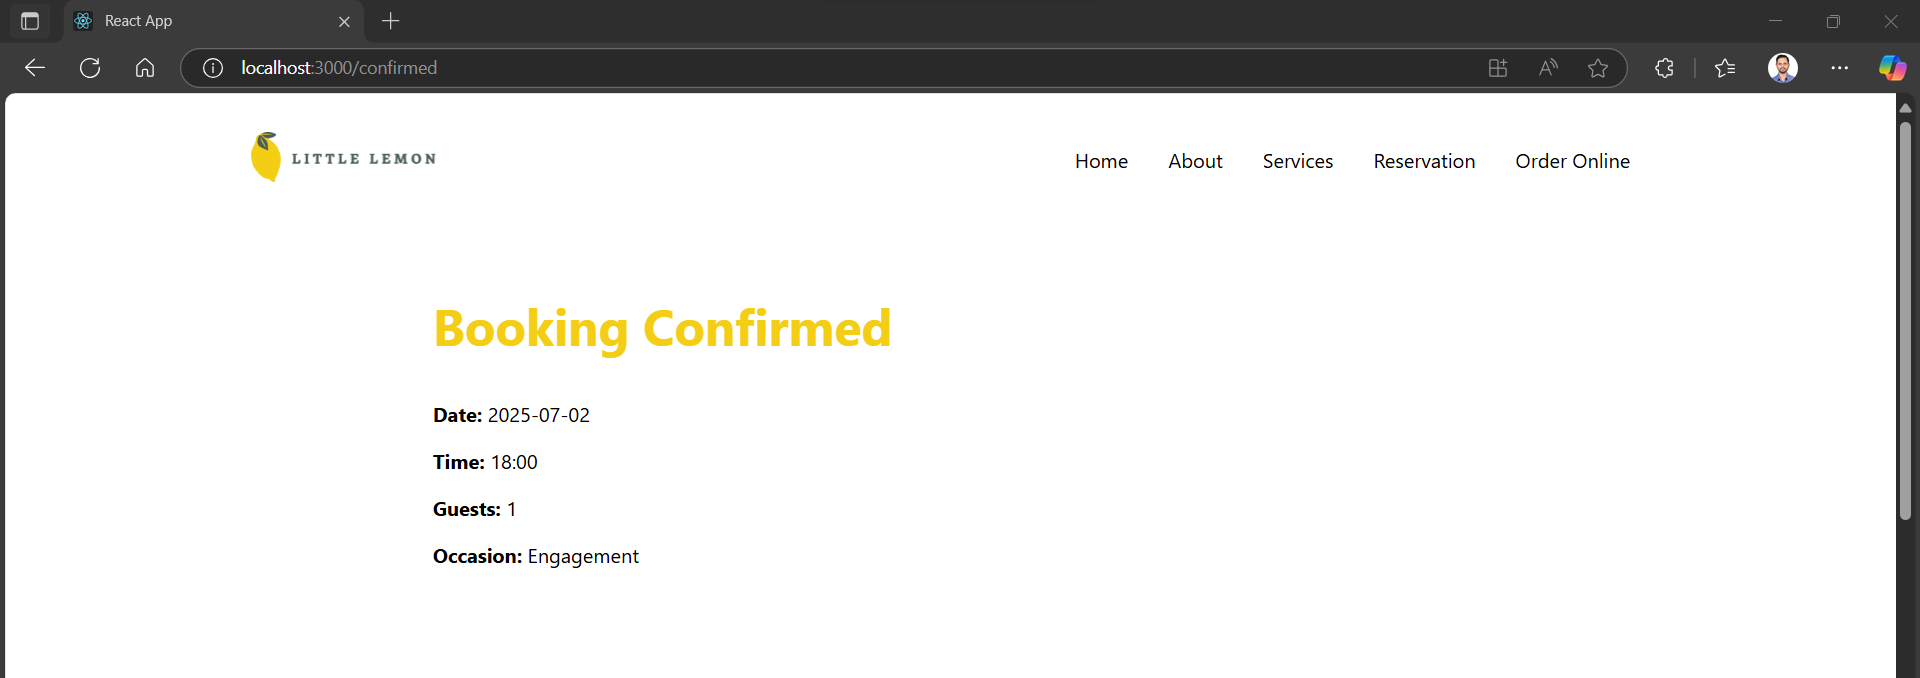 React App
localhost:3000/confirmed
LITTLE LEMON
Home About Services Reservation Order Online
Booking Confirmed
Date: 2025-07-02
Time: 18:00
Guests: 1
Occasion: Engagement